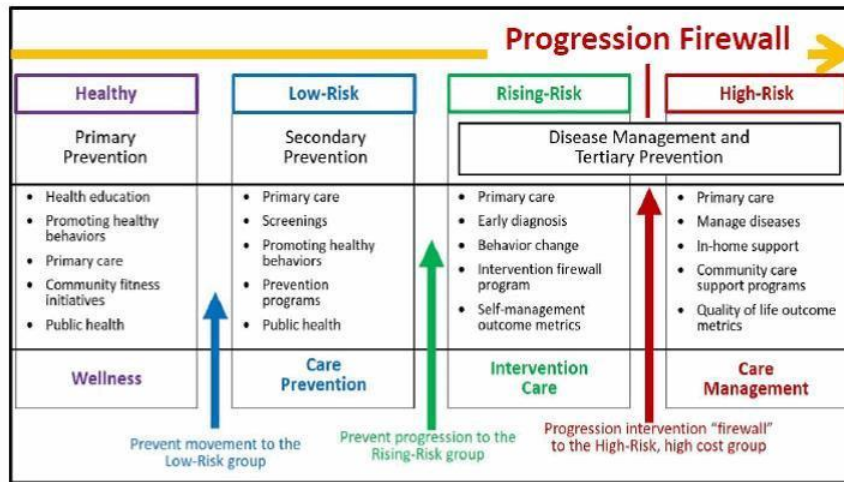 Progression Firewall
Healthy
Low-Risk
Rising-Risk
High-Risk
Primary
Prevention
Secondary
Prevention
Disease Management and
Tertiary Prevention
• Health education
• Promoting healthy
behaviors
• Primary care
• Community fitness
initiatives
• Public health
• Primary care
• Screenings
• Promoting healthy
behaviors
• Prevention
programs
• Public health
• Primary care
• Early diagnosis
• Behavior change
• Intervention firewall
program
• Self-management
outcome metrics
• Primary care
• Manage diseases
• In-home support
• Community care
support programs
• Quality of life outcome
metrics
Wellness
Care
Prevention
Intervention
Care
Care
Management
Prevent movement to the
Low-Risk group
Prevent progression to the
Rising-Risk group
Progression intervention “firewall”
to the High-Risk, high cost group